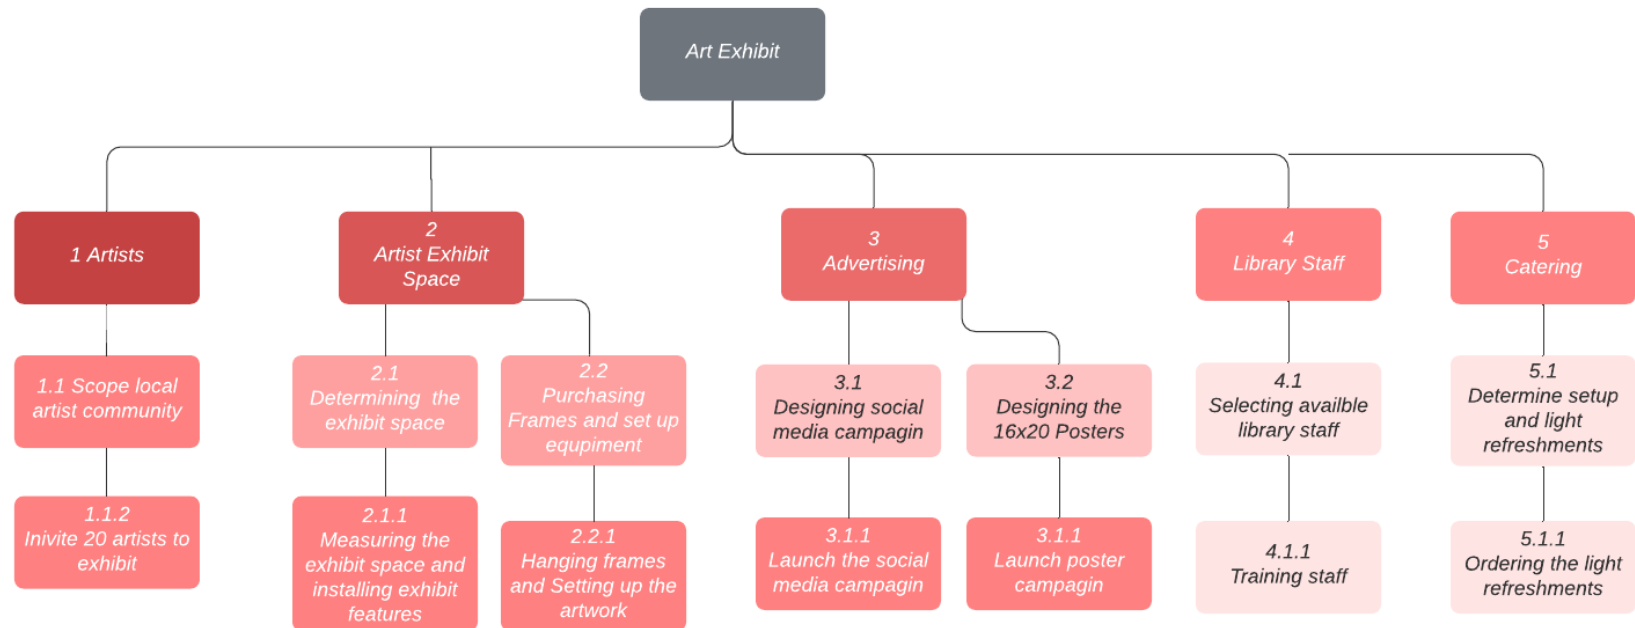 Art Exhibit
1 Artists
2
Artist Exhibit
Space
3
Advertising
4
Library Staff
5
Catering
1.1 Scope local
artist community
2.1
Determining the
exhibit space
2.2
Purchasing
Frames and set up
equpiment
3.1
Designing social
media campagin
3.2
Designing the
16x20 Posters
4.1
Selecting availble
library staff
5.1
Determine setup
and light
refreshments
1.1.2
Inivite 20 artists to
exhibit
2.1.1
Measuring the
exhibit space and
installing exhibit
features
2.2.1
Hanging frames
and Setting up the
artwork
3.1.1
Launch the social
media campagin
3.1.1
Launch poster
campagin
4.1.1
Training staff
5.1.1
Ordering the light
refreshments